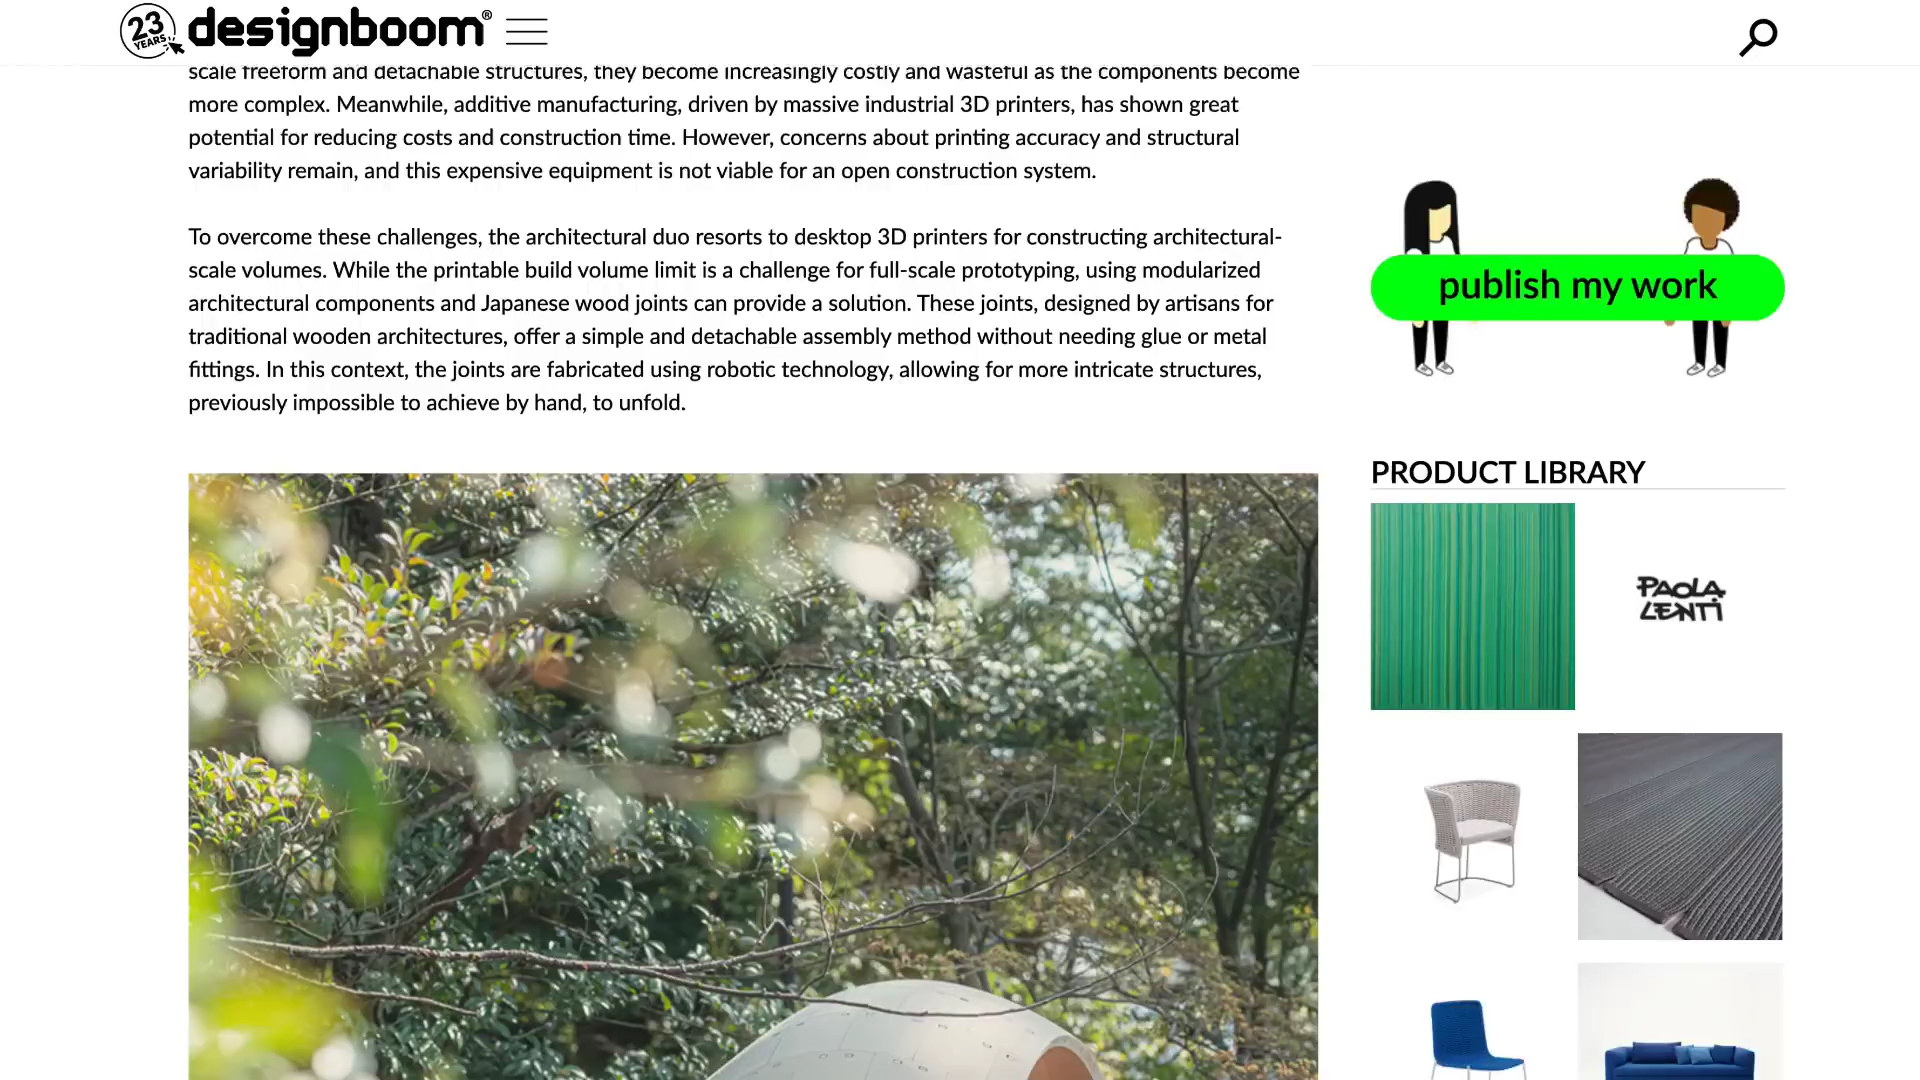 23
YEARS
designboom®
scale freeform and detachable structures, they become increasingly costly and wasteful as the components become
more complex. Meanwhile, additive manufacturing, driven by massive industrial 3D printers, has shown great
potential for reducing costs and construction time. However, concerns about printing accuracy and structural
variability remain, and this expensive equipment is not viable for an open construction system.
To overcome these challenges, the architectural duo resorts to desktop 3D printers for constructing architectural-
scale volumes. While the printable build volume limit is a challenge for full-scale prototyping, using modularized
architectural components and Japanese wood joints can provide a solution. These joints, designed by artisans for
traditional wooden architectures, offer a simple and detachable assembly method without needing glue or metal
fittings. In this context, the joints are fabricated using robotic technology, allowing for more intricate structures,
previously impossible to achieve by hand, to unfold.
publish my work
PRODUCT LIBRARY
PAOLA
LENTI